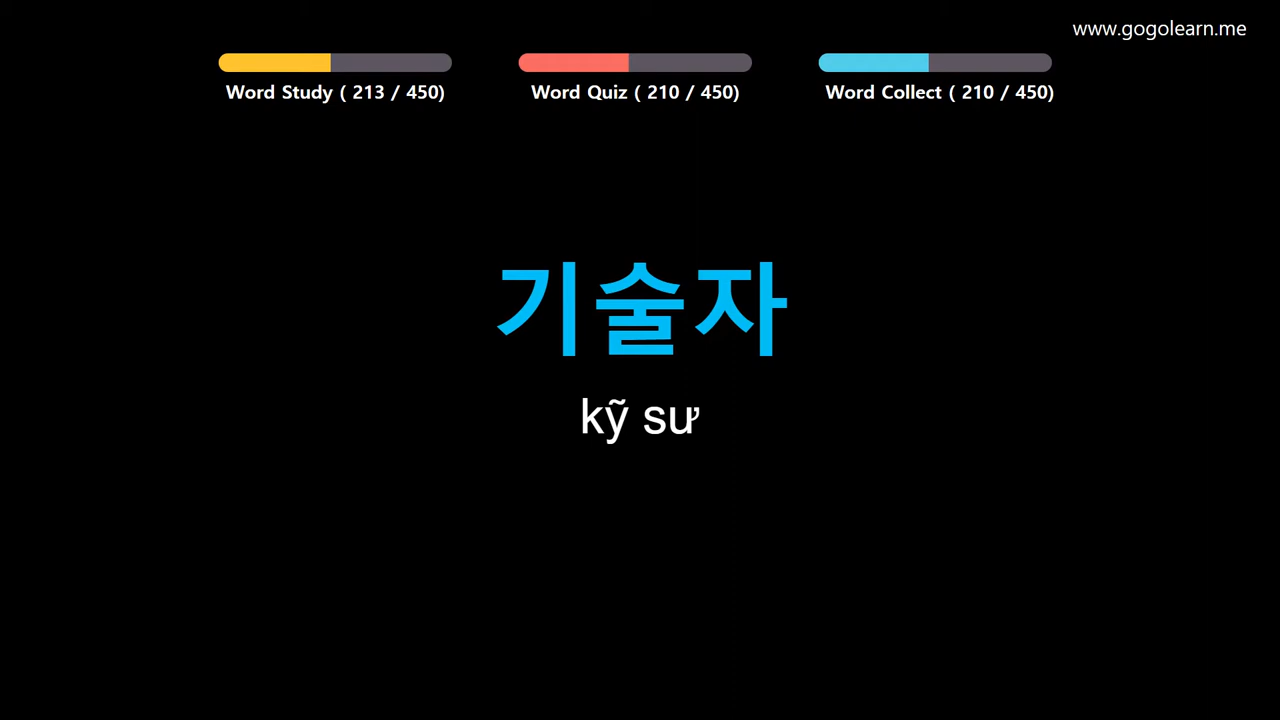 www.gogolearn.me
Word Study ( 213 / 450)
Word Quiz ( 210 / 450)
Word Collect ( 210 / 450)
기술자
kỹ sư